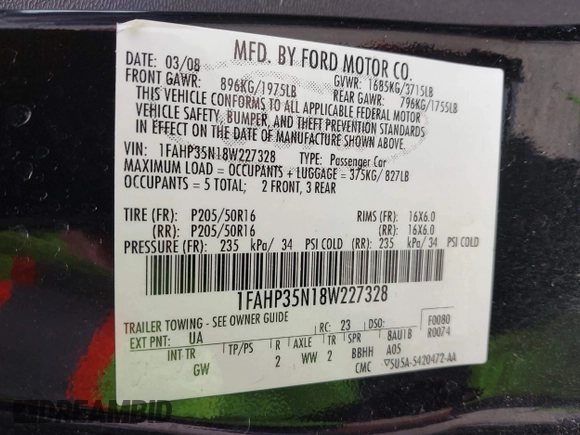 MFD. BY FORD MOTOR CO.
DATE: 03/08 GVWR: 1685KG/3715LB
FRONT GAWR: 896KG/1975LB REAR GAWR: 796KG/1755LB
THIS VEHICLE CONFORMS TO ALL APPLICABLE FEDERAL MOTOR
VEHICLE SAFETY, BUMPER, AND THEFT PREVENTION STANDARDS
IN EFFECT ON THE DATE OF MANUFACTURE SHOWN ABOVE.
VIN: 1FAHP35N18W227328 TYPE: Passenger Car
MAXIMUM LOAD = OCCUPANTS + LUGGAGE = 375KG/ 827LB
OCCUPANTS = 5 TOTAL; 2 FRONT, 3 REAR
TIRE (FR): P205/50R16 RIMS (FR): 16X6.0
(RR): P205/50R16 (RR): 16X6.0
PRESSURE (FR): 235 kPa/ 34 PSI COLD (RR): 235 kPa/ 34 PSI COLD
1FAHP35N18W227328
TRAILER TOWING - SEE OWNER GUIDE
EXT PNT: UA RC: 23 DSO: F0080
INT TR TP/PS R AXLE TR SPR 8AU1B R0074
GW 2 WW 2 BBHH A05
CMC 5U5A-5420472-AA
DREAMBID